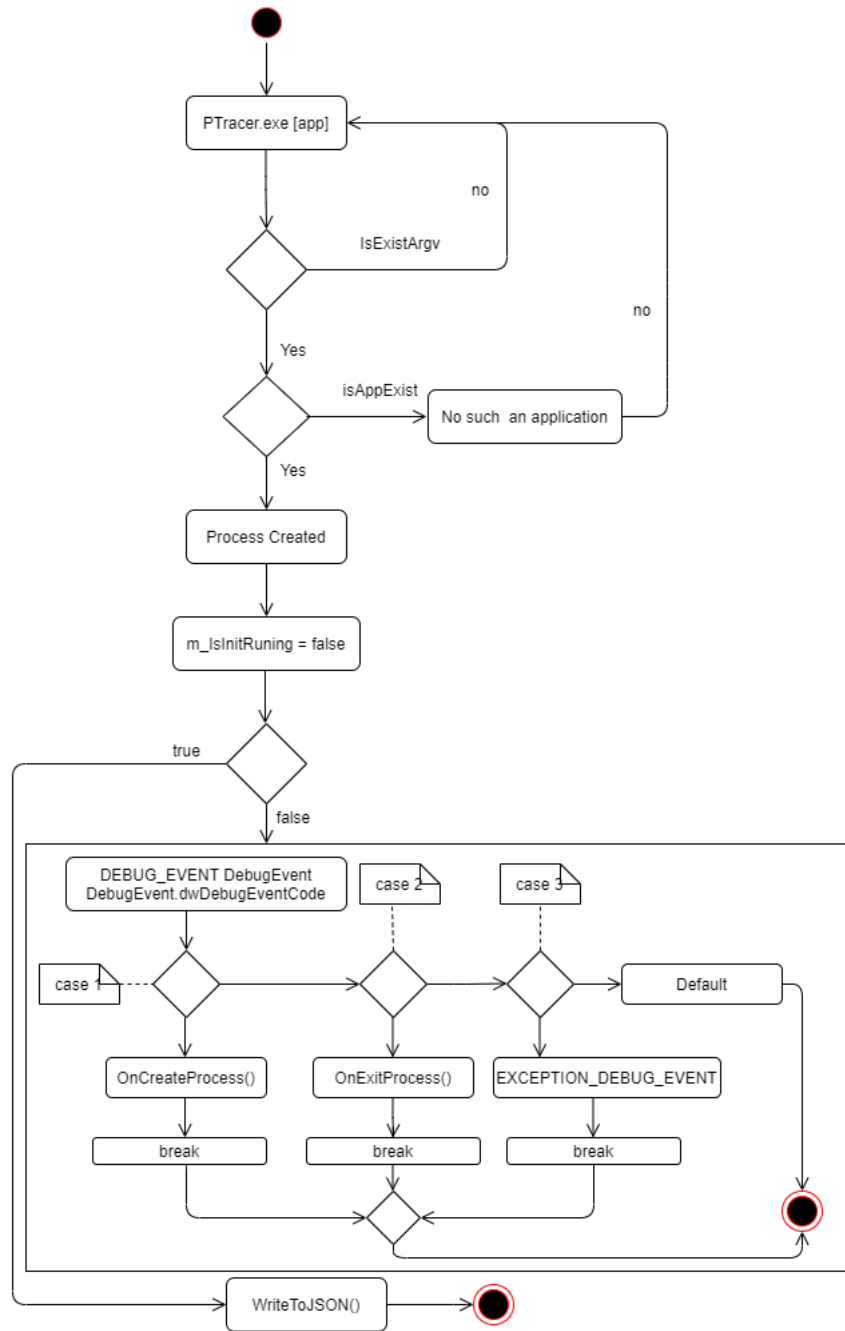 PTracer.exe [app]
no
IsExistArgv
no
Yes
isAppExist
No such  an application
Yes
Process Created
m_IsInitRuning = false
true
false
DEBUG_EVENT DebugEvent
DebugEvent.dwDebugEventCode
case 2
case 3
case 1
Default
OnCreateProcess()
OnExitProcess()
EXCEPTION_DEBUG_EVENT
break
break
break
WriteToJSON()